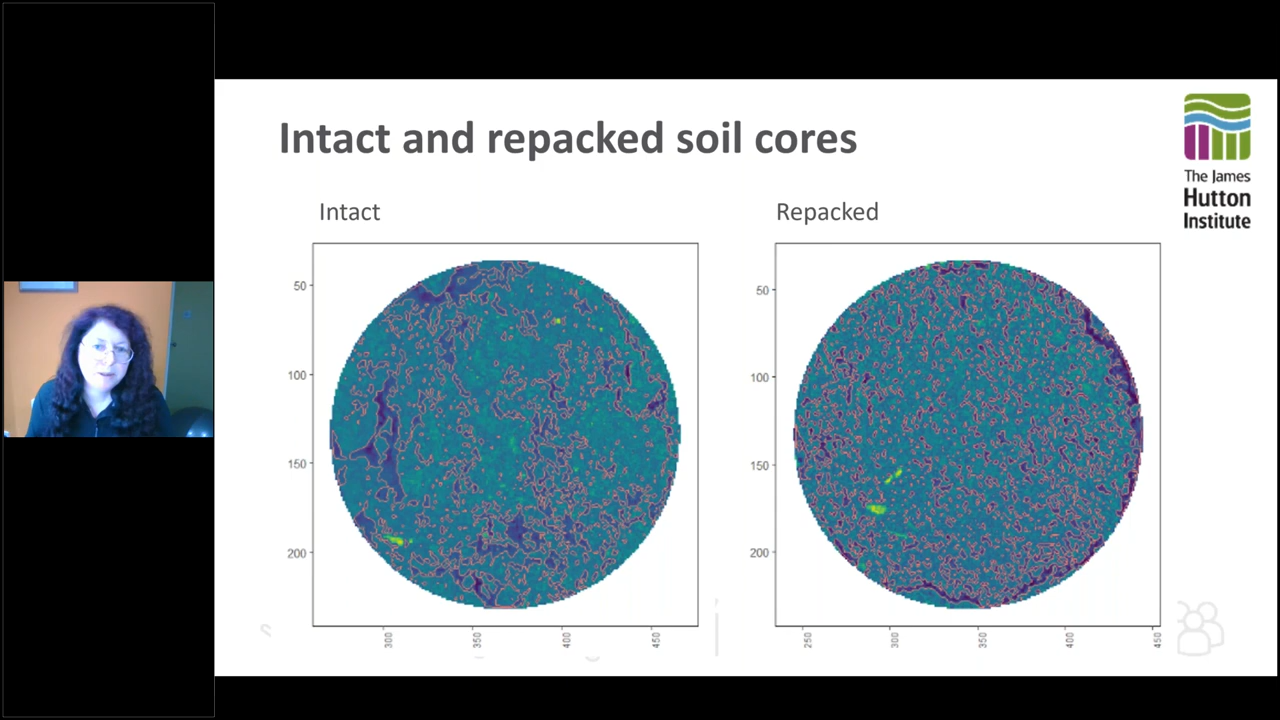 Intact and repacked soil cores
The James
Hutton
Institute
Intact
Repacked
50
100
150
200
300
350
400
450
50
100
150
200
250
300
350
400
450